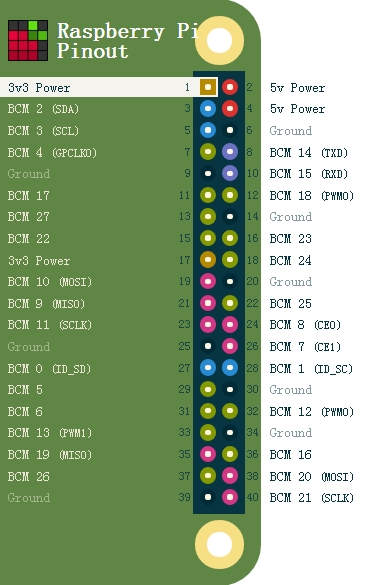 Raspberry Pi
Pinout
3v3 Power 1 2 5v Power
BCM 2 (SDA) 3 4 5v Power
BCM 3 (SCL) 5 6 Ground
BCM 4 (GPCLK0) 7 8 BCM 14 (TXD)
Ground 9 10 BCM 15 (RXD)
BCM 17 11 12 BCM 18 (PWM0)
BCM 27 13 14 Ground
BCM 22 15 16 BCM 23
3v3 Power 17 18 BCM 24
BCM 10 (MOSI) 19 20 Ground
BCM 9 (MISO) 21 22 BCM 25
BCM 11 (SCLK) 23 24 BCM 8 (CE0)
Ground 25 26 BCM 7 (CE1)
BCM 0 (ID_SD) 27 28 BCM 1 (ID_SC)
BCM 5 29 30 Ground
BCM 6 31 32 BCM 12 (PWM0)
BCM 13 (PWM1) 33 34 Ground
BCM 19 (MISO) 35 36 BCM 16
BCM 26 37 38 BCM 20 (MOSI)
Ground 39 40 BCM 21 (SCLK)